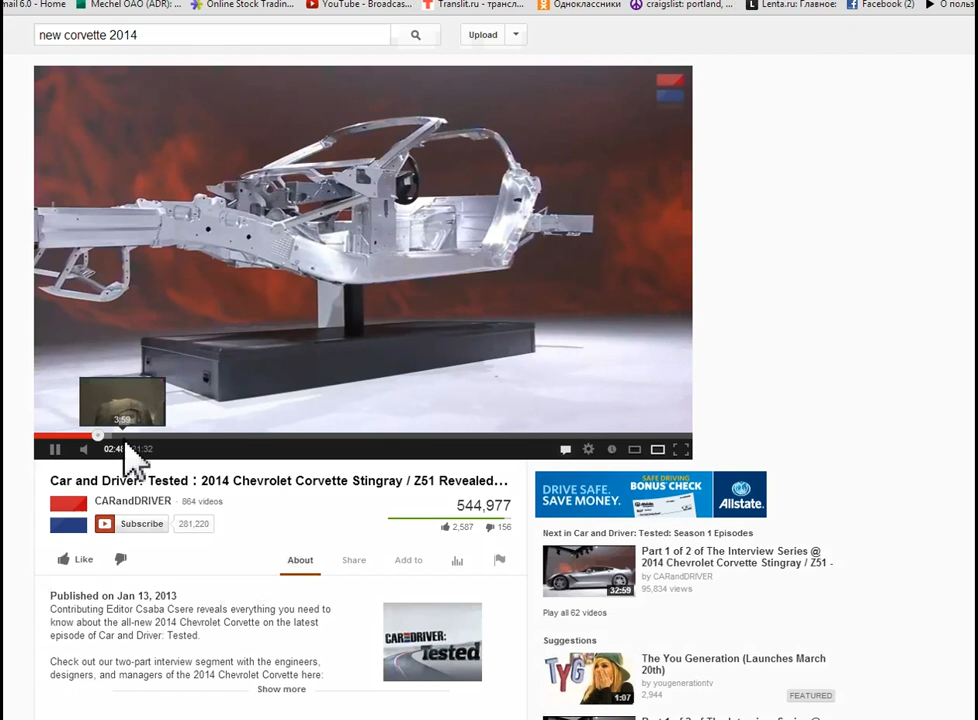 mail 6.0 - Home Mechel OAO (ADR):... Online Stock Tradin... YouTube - Broadcas... Translit.ru - трансл... Одноклассники craigslist: portland, ... Lenta.ru: Главное: Facebook (2) О польз
new corvette 2014
Upload
3:59
02:48 21:32
Car and Driver: Tested : 2014 Chevrolet Corvette Stingray / Z51 Revealed...
CARandDRIVER · 864 videos
Subscribe 281,220
544,977
2,587 156
Like
About Share Add to
Published on Jan 13, 2013
Contributing Editor Csaba Csere reveals everything you need to
know about the all-new 2014 Chevrolet Corvette on the latest
episode of Car and Driver: Tested.
Check out our two-part interview segment with the engineers,
designers, and managers of the 2014 Chevrolet Corvette here:
Show more
CAR and DRIVER:
Tested
DRIVE SAFE.
SAVE MONEY.
SAFE DRIVING
BONUS CHECK
Allstate.
Next in Car and Driver: Tested: Season 1 Episodes
Part 1 of 2 of The Interview Series @
2014 Chevrolet Corvette Stingray / Z51 -
by CARandDRIVER
95,834 views
32:59
Play all 62 videos
Suggestions
The You Generation (Launches March
20th)
by yougenerationtv
2,944
FEATURED
TYG
1:07